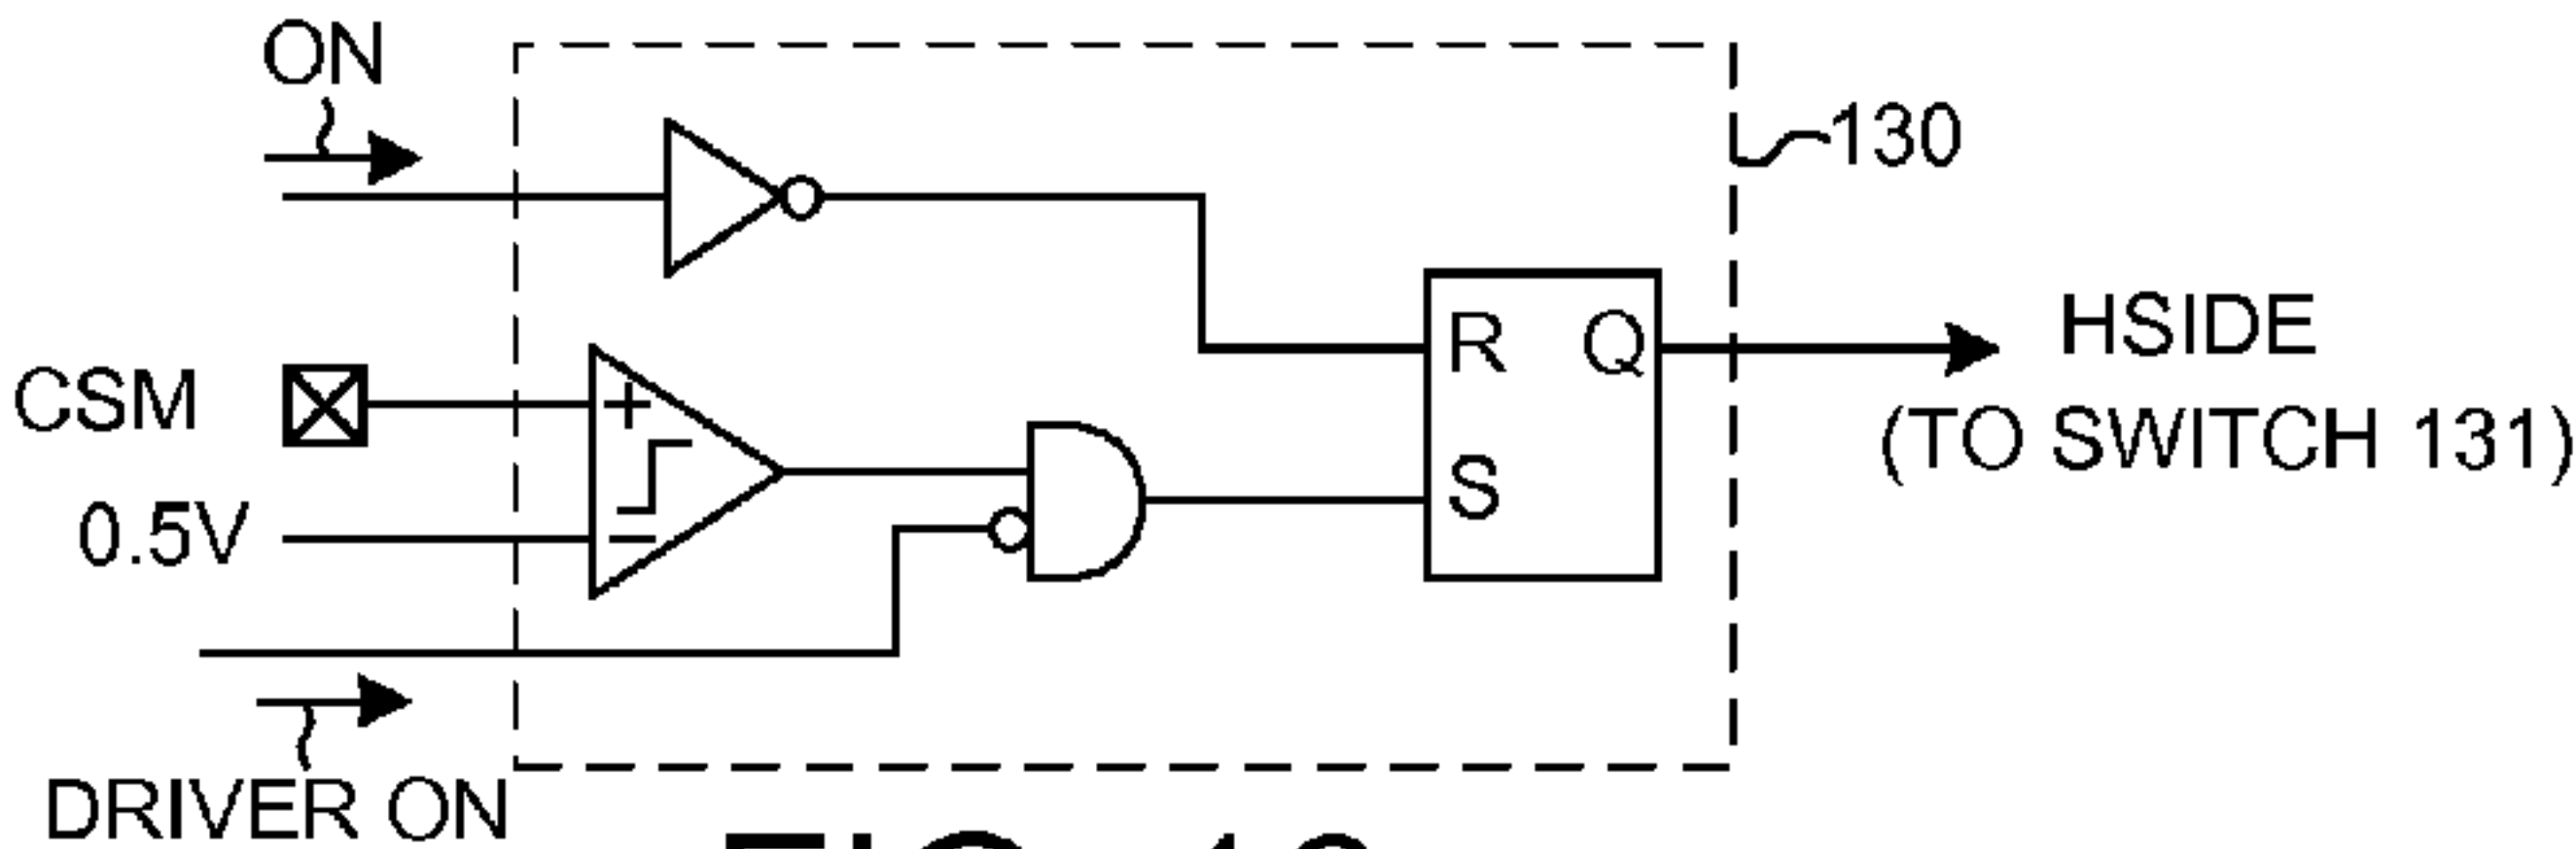 ON
130
CSM
+
R
Q
HSIDE
(TO SWITCH 131)
S
0.5V
−
DRIVER ON